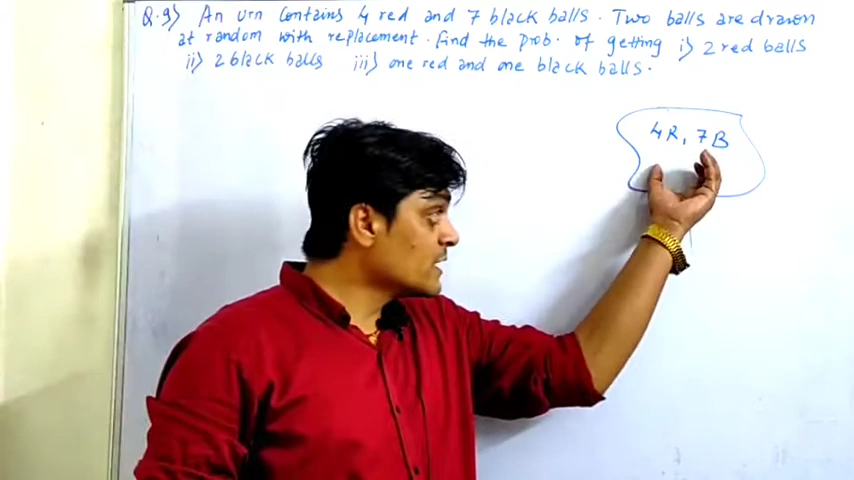 Q.9) An urn contains 4 red and 7 black balls. Two balls are drawn
at random with replacement. find the prob. of getting i) 2 red balls
ii) 2 black balls iii) one red and one black balls.
4R, 7B